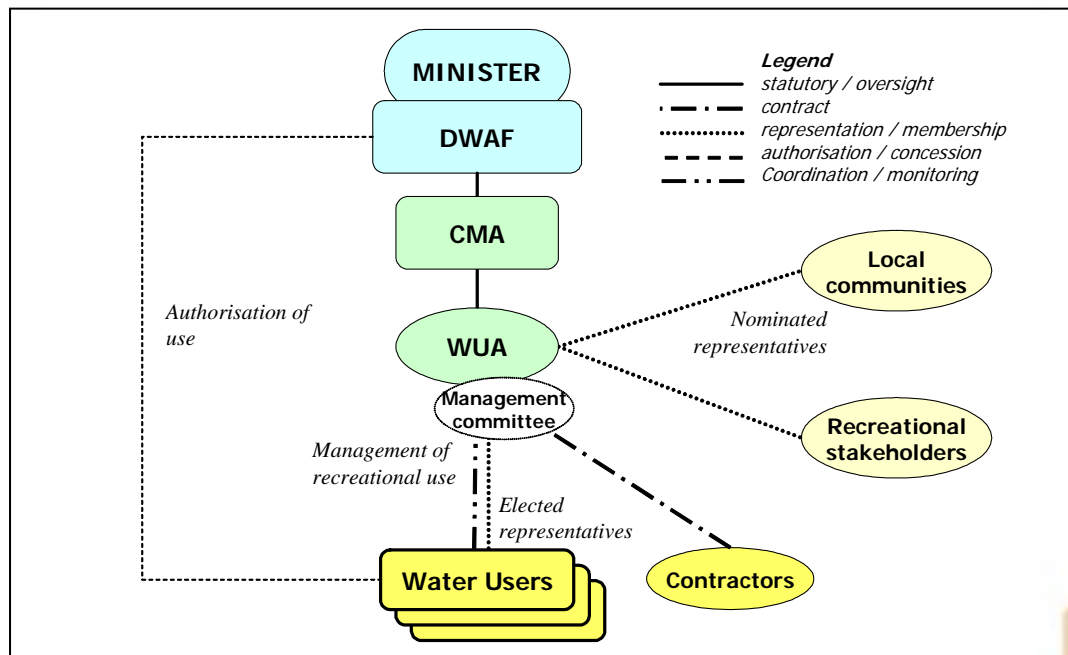 MINISTER
DWAF
CMA
WUA
Management
committee
Authorisation of
use
Management of
recreational use
Elected
representatives
Water Users
Contractors
Nominated
representatives
Local
communities
Recreational
stakeholders
Legend
statutory / oversight
contract
representation / membership
authorisation / concession
Coordination / monitoring